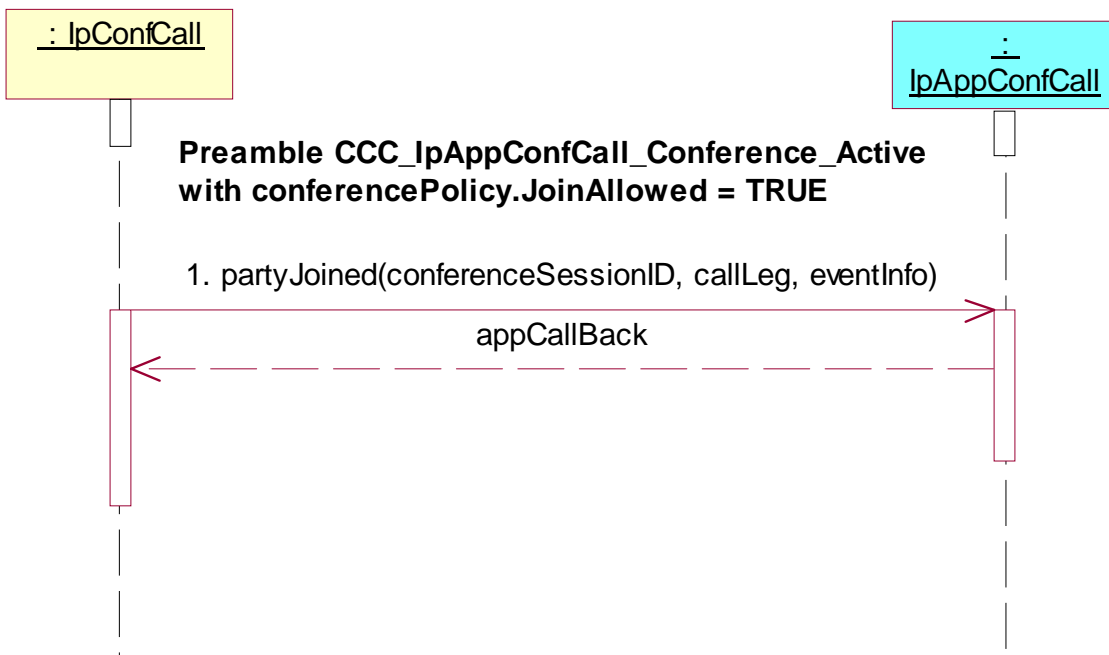 : IpConfCall
:
IpAppConfCall
Preamble CCC_IpAppConfCall_Conference_Active
with conferencePolicy.JoinAllowed = TRUE
1. partyJoined(conferenceSessionID, callLeg, eventInfo)
appCallBack